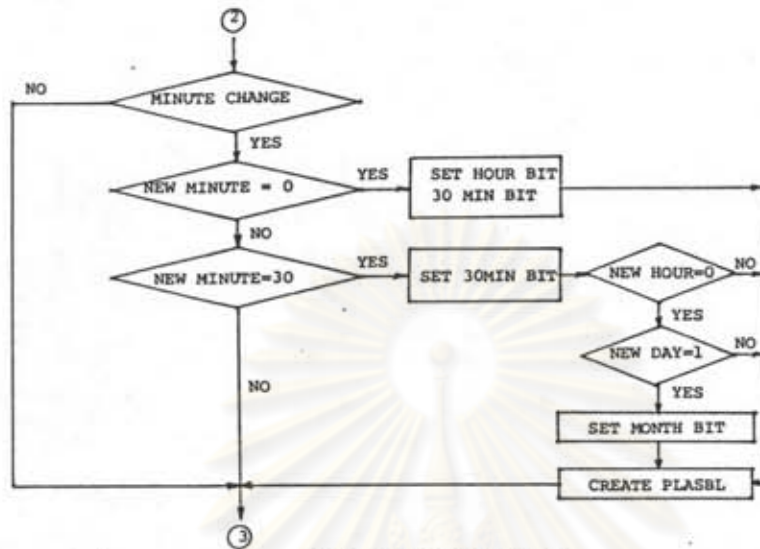 2
NO
MINUTE CHANGE
YES
NEW MINUTE = 0
YES
SET HOUR BIT
30 MIN BIT
NO
NEW MINUTE=30
YES
SET 30MIN BIT
NEW HOUR=0
NO
YES
NEW DAY=1
NO
NO
YES
SET MONTH BIT
CREATE PLASBL
3